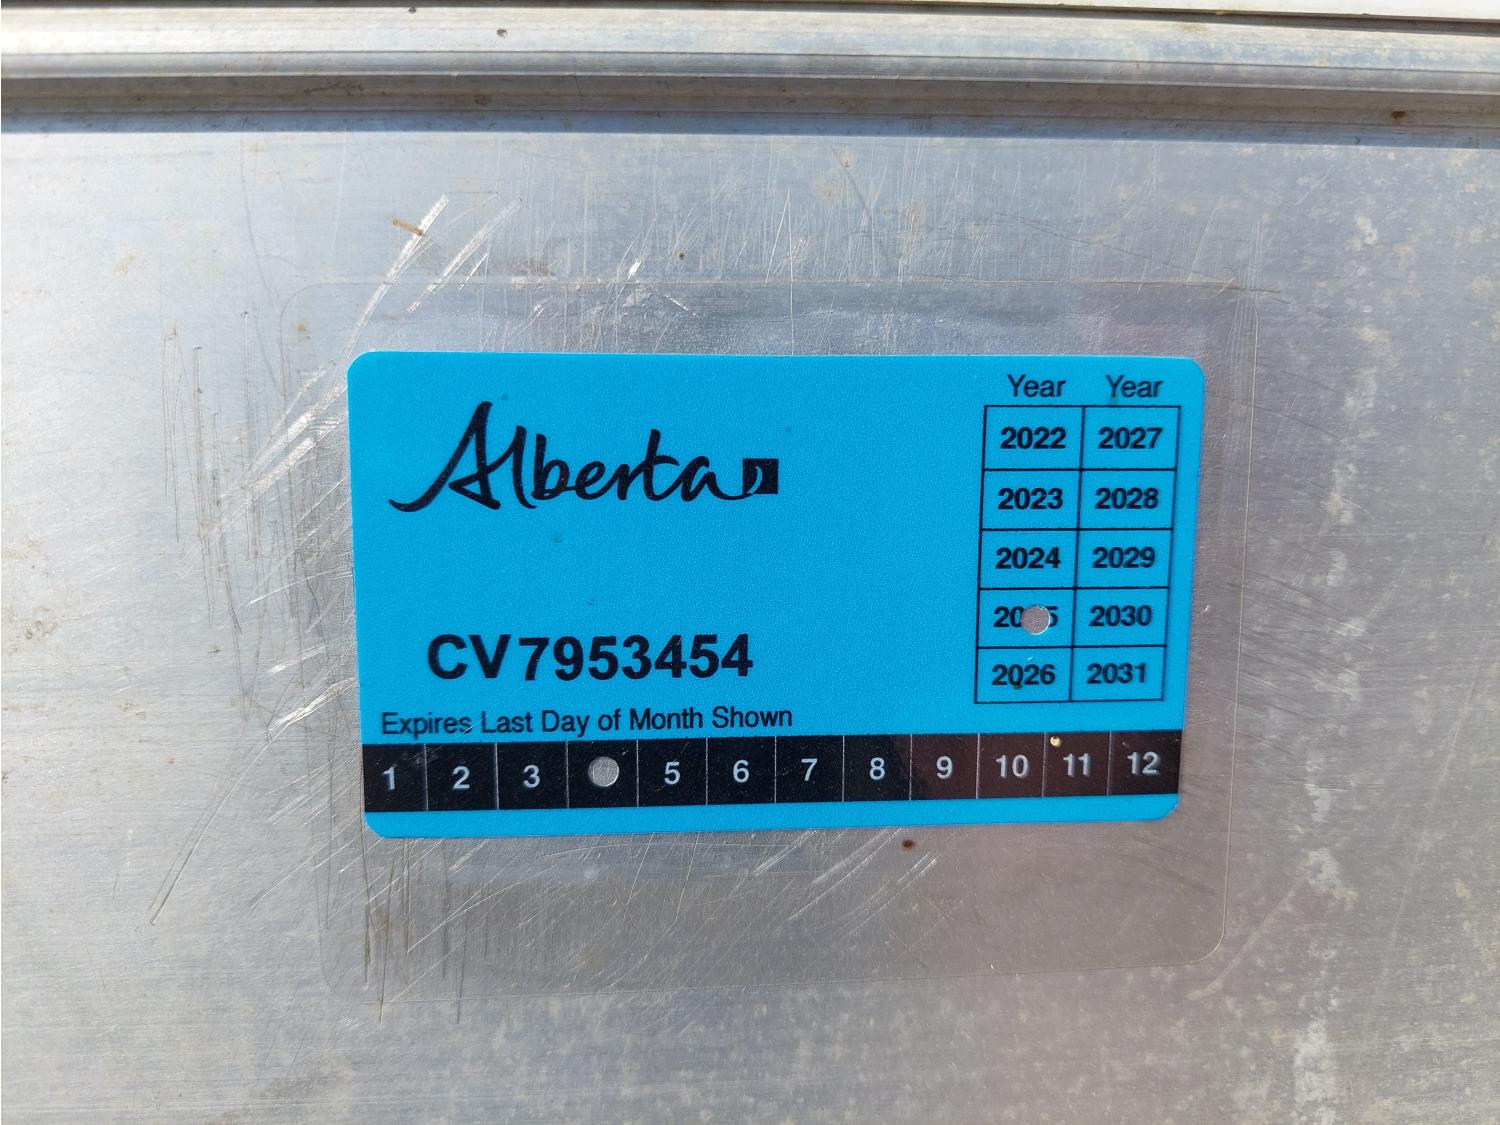 Alberta
Year Year
2022 2027
2023 2028
2024 2029
2030
2026 2031
CV7953454
Expires Last Day of Month Shown
1 2 3 5 6 7 8 9 10 11 12